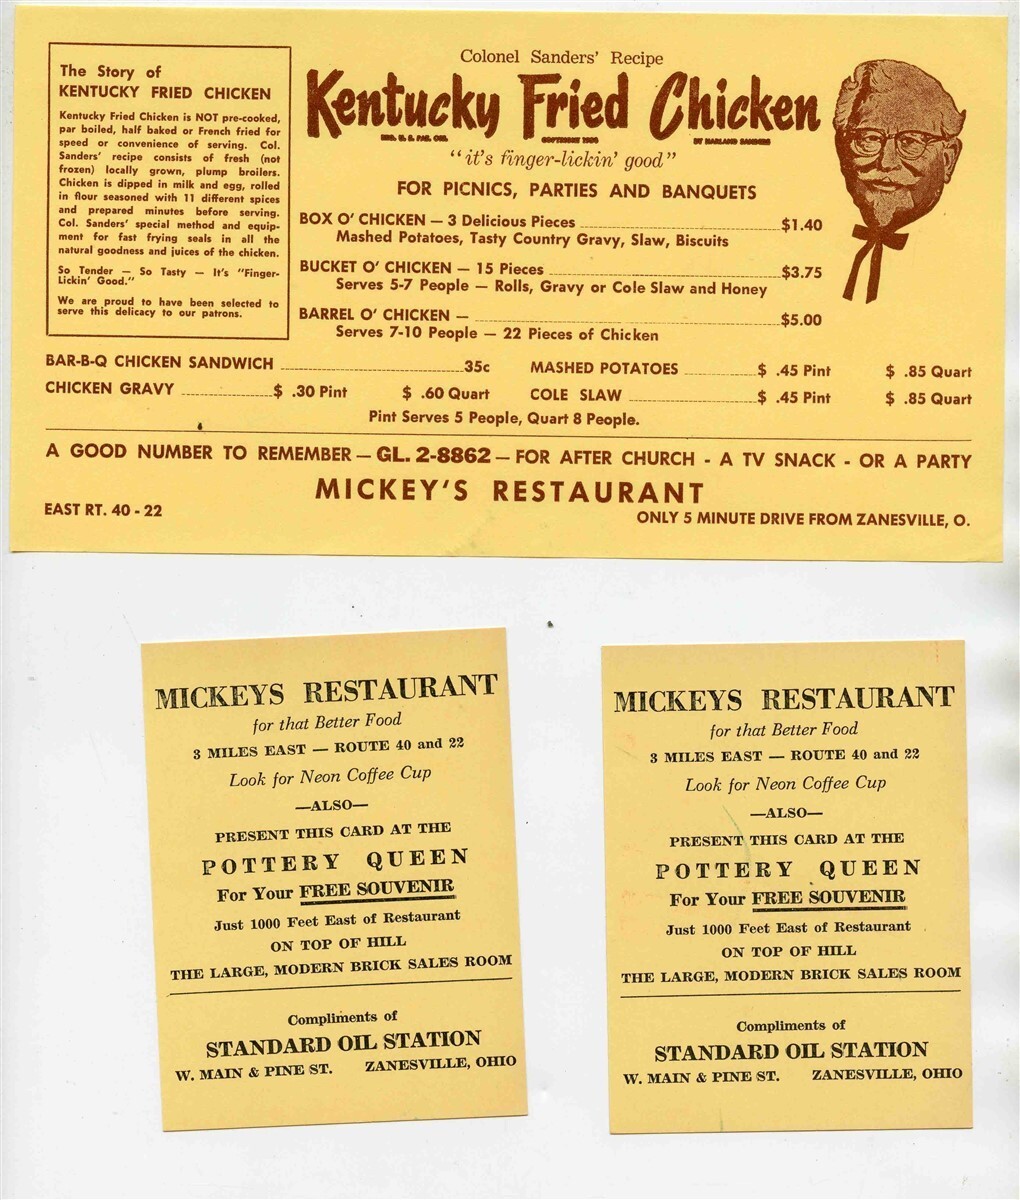 The Story of
KENTUCKY FRIED CHICKEN
Kentucky Fried Chicken is NOT pre-cooked,
par boiled, half baked or French fried for
speed or convenience of serving. Col.
Sanders' recipe consists of fresh (not
frozen) locally grown, plump broilers.
Chicken is dipped in milk and egg, rolled
in flour seasoned with 11 different spices
and prepared minutes before serving.
Col. Sanders' special method and equip-
ment for fast frying seals in all the
natural goodness and juices of the chicken.
So Tender — So Tasty — It's "Finger-
Lickin' Good."
We are proud to have been selected to
serve this delicacy to our patrons.
Colonel Sanders' Recipe
Kentucky Fried Chicken
REG. U. S. PAT. OFF. COPYRIGHT BY HARLAND SANDERS
"it's finger-lickin' good"
FOR PICNICS, PARTIES AND BANQUETS
BOX O' CHICKEN — 3 Delicious Pieces $1.40
Mashed Potatoes, Tasty Country Gravy, Slaw, Biscuits
BUCKET O' CHICKEN — 15 Pieces $3.75
Serves 5-7 People — Rolls, Gravy or Cole Slaw and Honey
BARREL O' CHICKEN — $5.00
Serves 7-10 People — 22 Pieces of Chicken
BAR-B-Q CHICKEN SANDWICH 35c
CHICKEN GRAVY $ .30 Pint $ .60 Quart
MASHED POTATOES $ .45 Pint $ .85 Quart
COLE SLAW $ .45 Pint $ .85 Quart
Pint Serves 5 People, Quart 8 People.
A GOOD NUMBER TO REMEMBER — GL. 2-8862 — FOR AFTER CHURCH - A TV SNACK - OR A PARTY
MICKEY'S RESTAURANT
EAST RT. 40 - 22
ONLY 5 MINUTE DRIVE FROM ZANESVILLE, O.
MICKEYS RESTAURANT
for that Better Food
3 MILES EAST — ROUTE 40 and 22
Look for Neon Coffee Cup
—ALSO—
PRESENT THIS CARD AT THE
POTTERY QUEEN
For Your FREE SOUVENIR
Just 1000 Feet East of Restaurant
ON TOP OF HILL
THE LARGE, MODERN BRICK SALES ROOM
Compliments of
STANDARD OIL STATION
W. MAIN & PINE ST. ZANESVILLE, OHIO
MICKEYS RESTAURANT
for that Better Food
3 MILES EAST — ROUTE 40 and 22
Look for Neon Coffee Cup
—ALSO—
PRESENT THIS CARD AT THE
POTTERY QUEEN
For Your FREE SOUVENIR
Just 1000 Feet East of Restaurant
ON TOP OF HILL
THE LARGE, MODERN BRICK SALES ROOM
Compliments of
STANDARD OIL STATION
W. MAIN & PINE ST. ZANESVILLE, OHIO